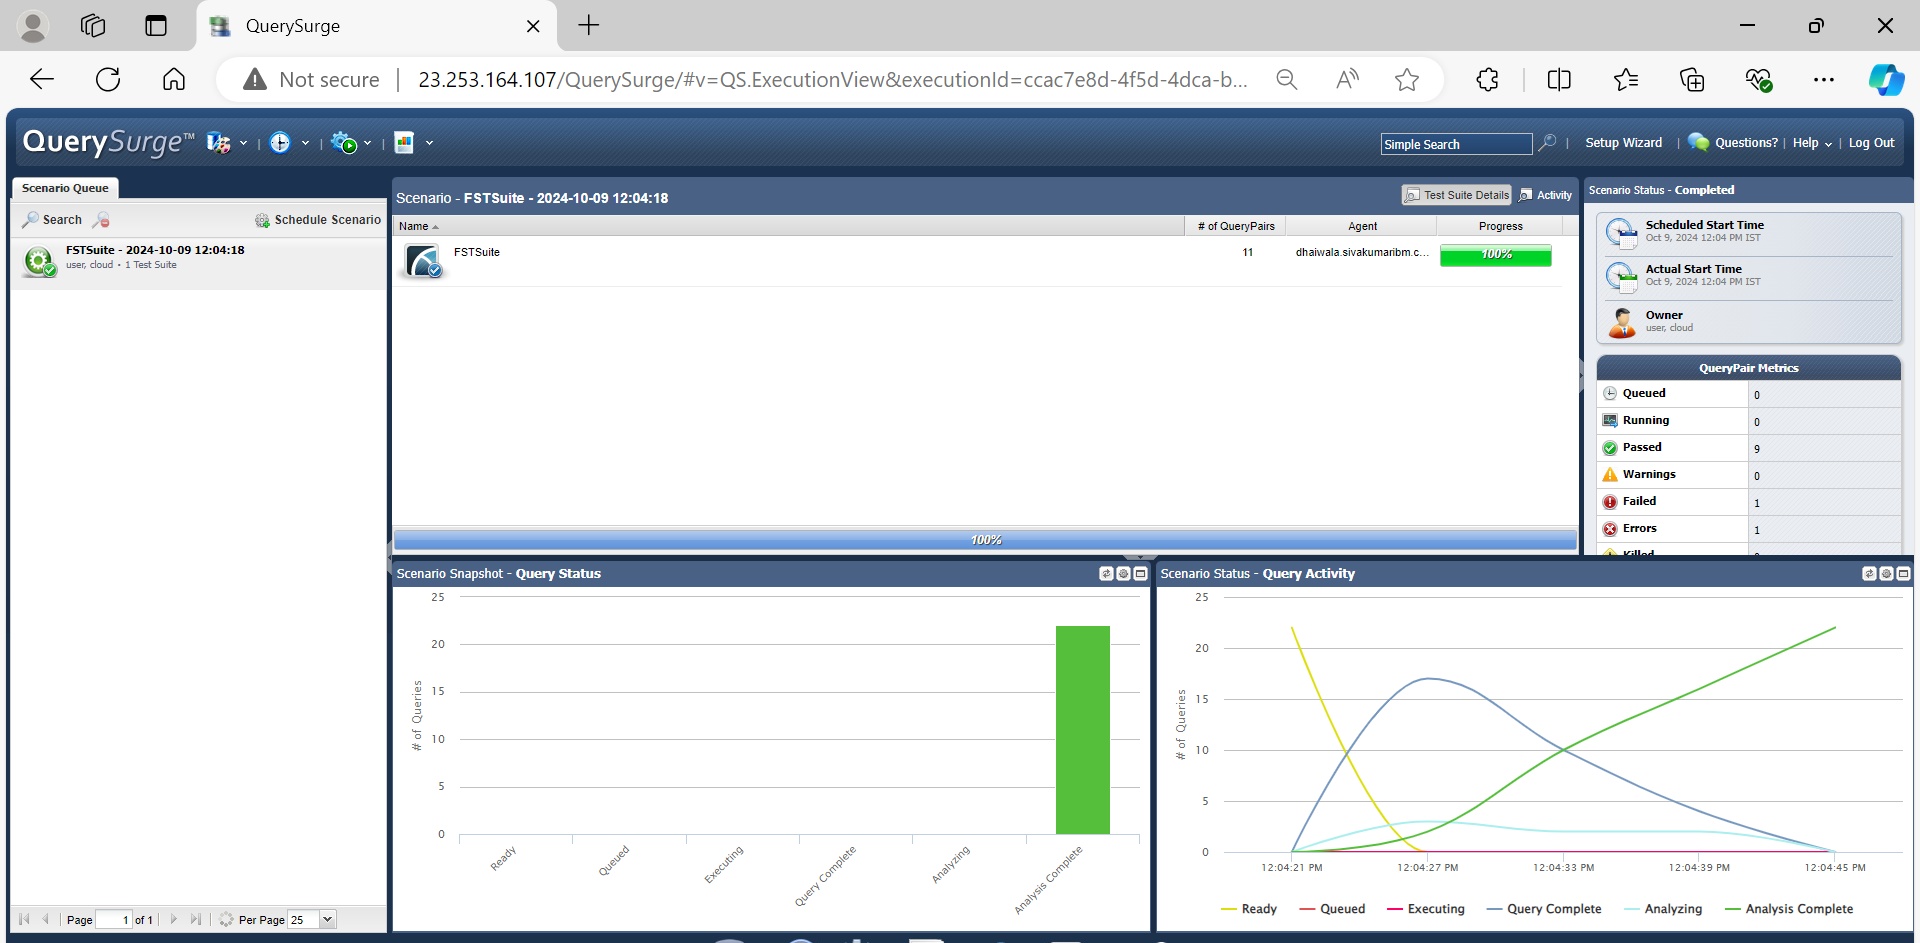 QuerySurge
Not secure
23.253.164.107/QuerySurge/#v=QS.ExecutionView&executionId=ccac7e8d-4f5d-4dca-b...
QuerySurge™
Simple Search
Setup Wizard
Questions?
Help
Log Out
Scenario Queue
Search
Schedule Scenario
FSTSuite - 2024-10-09 12:04:18
user, cloud • 1 Test Suite
Page 1 of 1
Per Page 25
Scenario - FSTSuite - 2024-10-09 12:04:18
Test Suite Details
Activity
Name # of QueryPairs Agent Progress
FSTSuite 11 dhaiwala.sivakumaribm.c... 100%
100%
Scenario Status - Completed
Scheduled Start Time
Oct 9, 2024 12:04 PM IST
Actual Start Time
Oct 9, 2024 12:04 PM IST
Owner
user, cloud
QueryPair Metrics
Queued 0
Running 0
Passed 9
Warnings 0
Failed 1
Errors 1
Killed
Scenario Snapshot - Query Status
25
20
15
10
5
0
# of Queries
Ready
Queued
Executing
Query Complete
Analyzing
Analysis Complete
Scenario Status - Query Activity
25
20
15
10
5
0
# of Queries
12:04:21 PM 12:04:27 PM 12:04:33 PM 12:04:39 PM 12:04:45 PM
Ready Queued Executing Query Complete Analyzing Analysis Complete